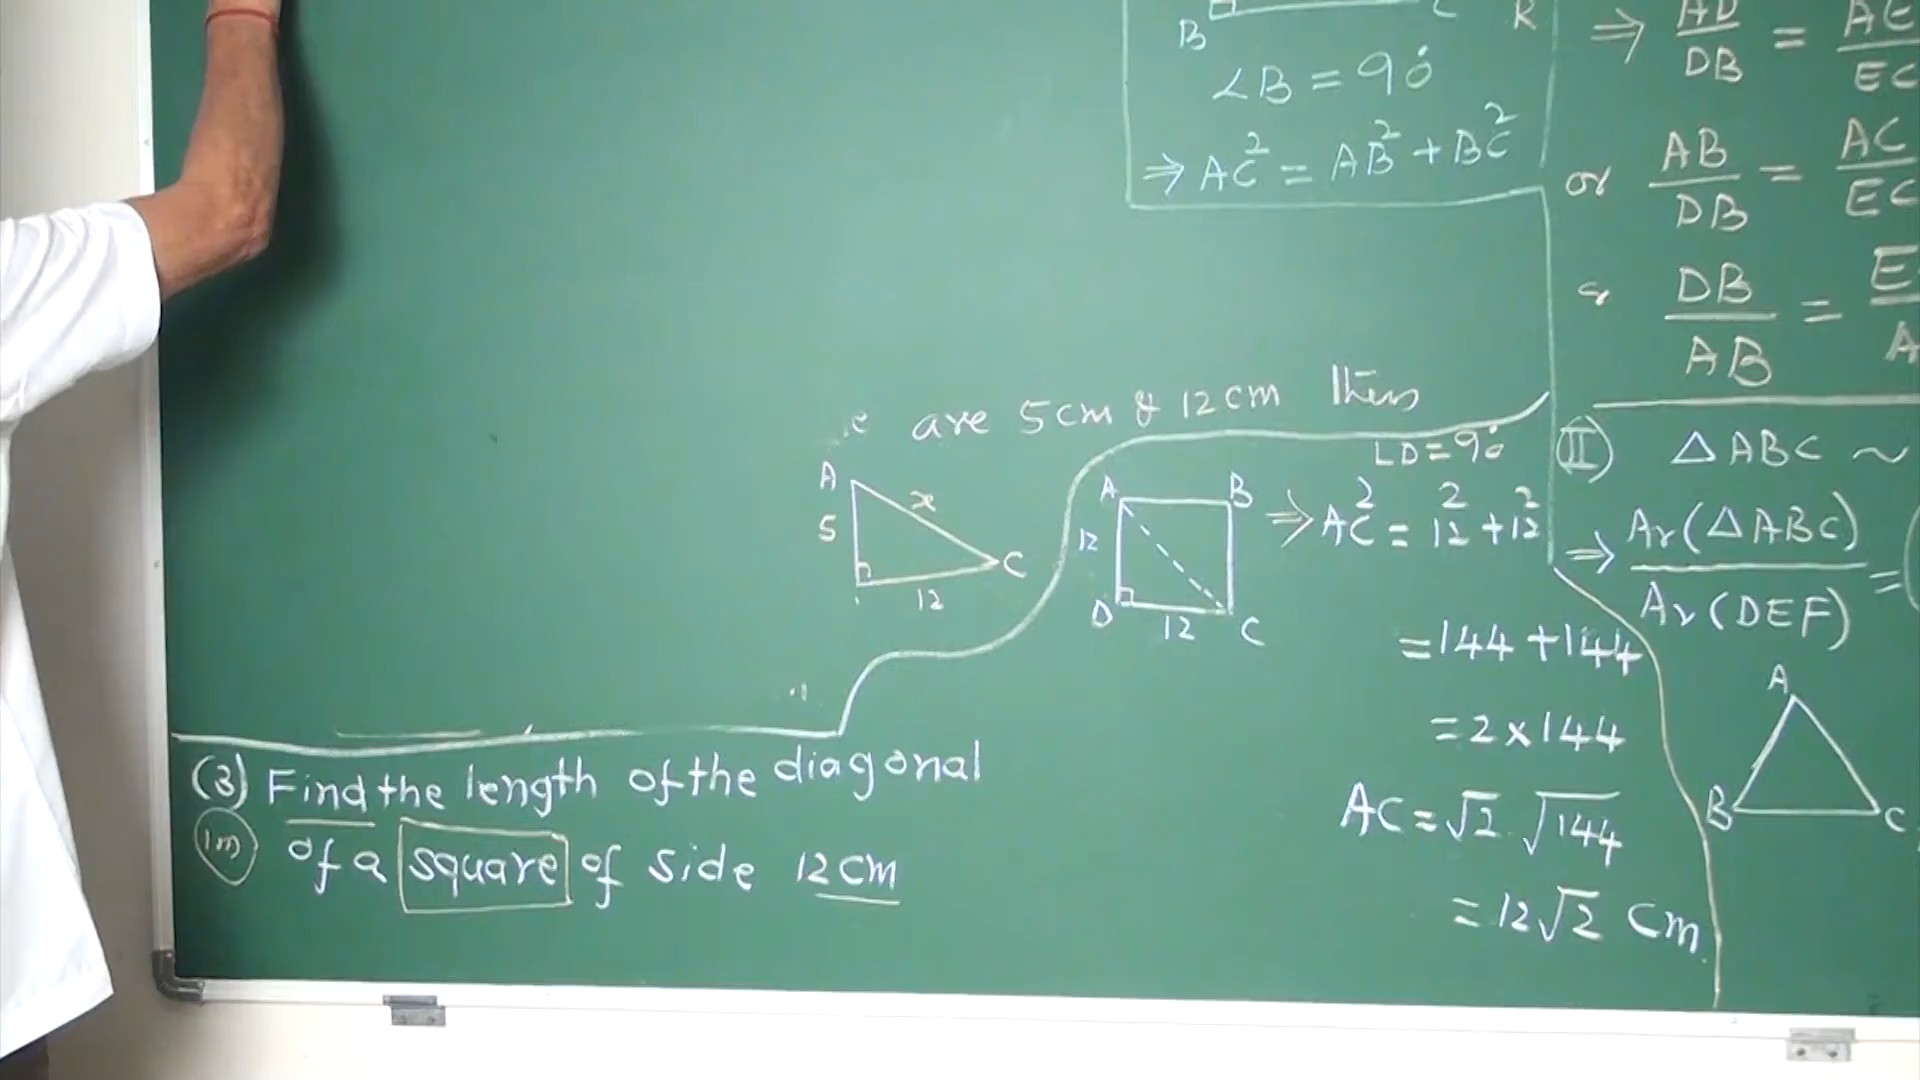 B C R
∠B = 90°
⇒ AC² = AB² + BC²
⇒ AD/DB = AE/EC
or AB/DB = AC/EC
DB/AB =
are 5cm & 12cm then
A
5
x
12
C
∠D = 90°
A B
12
D 12 C
⇒ AC² = 12² + 12²
= 144 + 144
= 2 × 144
AC = √2 . √144
= 12√2 cm.
(3) Find the length of the diagonal
(1m) of a square of side 12cm
(II) △ABC ~
⇒ Ar(△ABC)/Ar(DEF) = (
A
B C